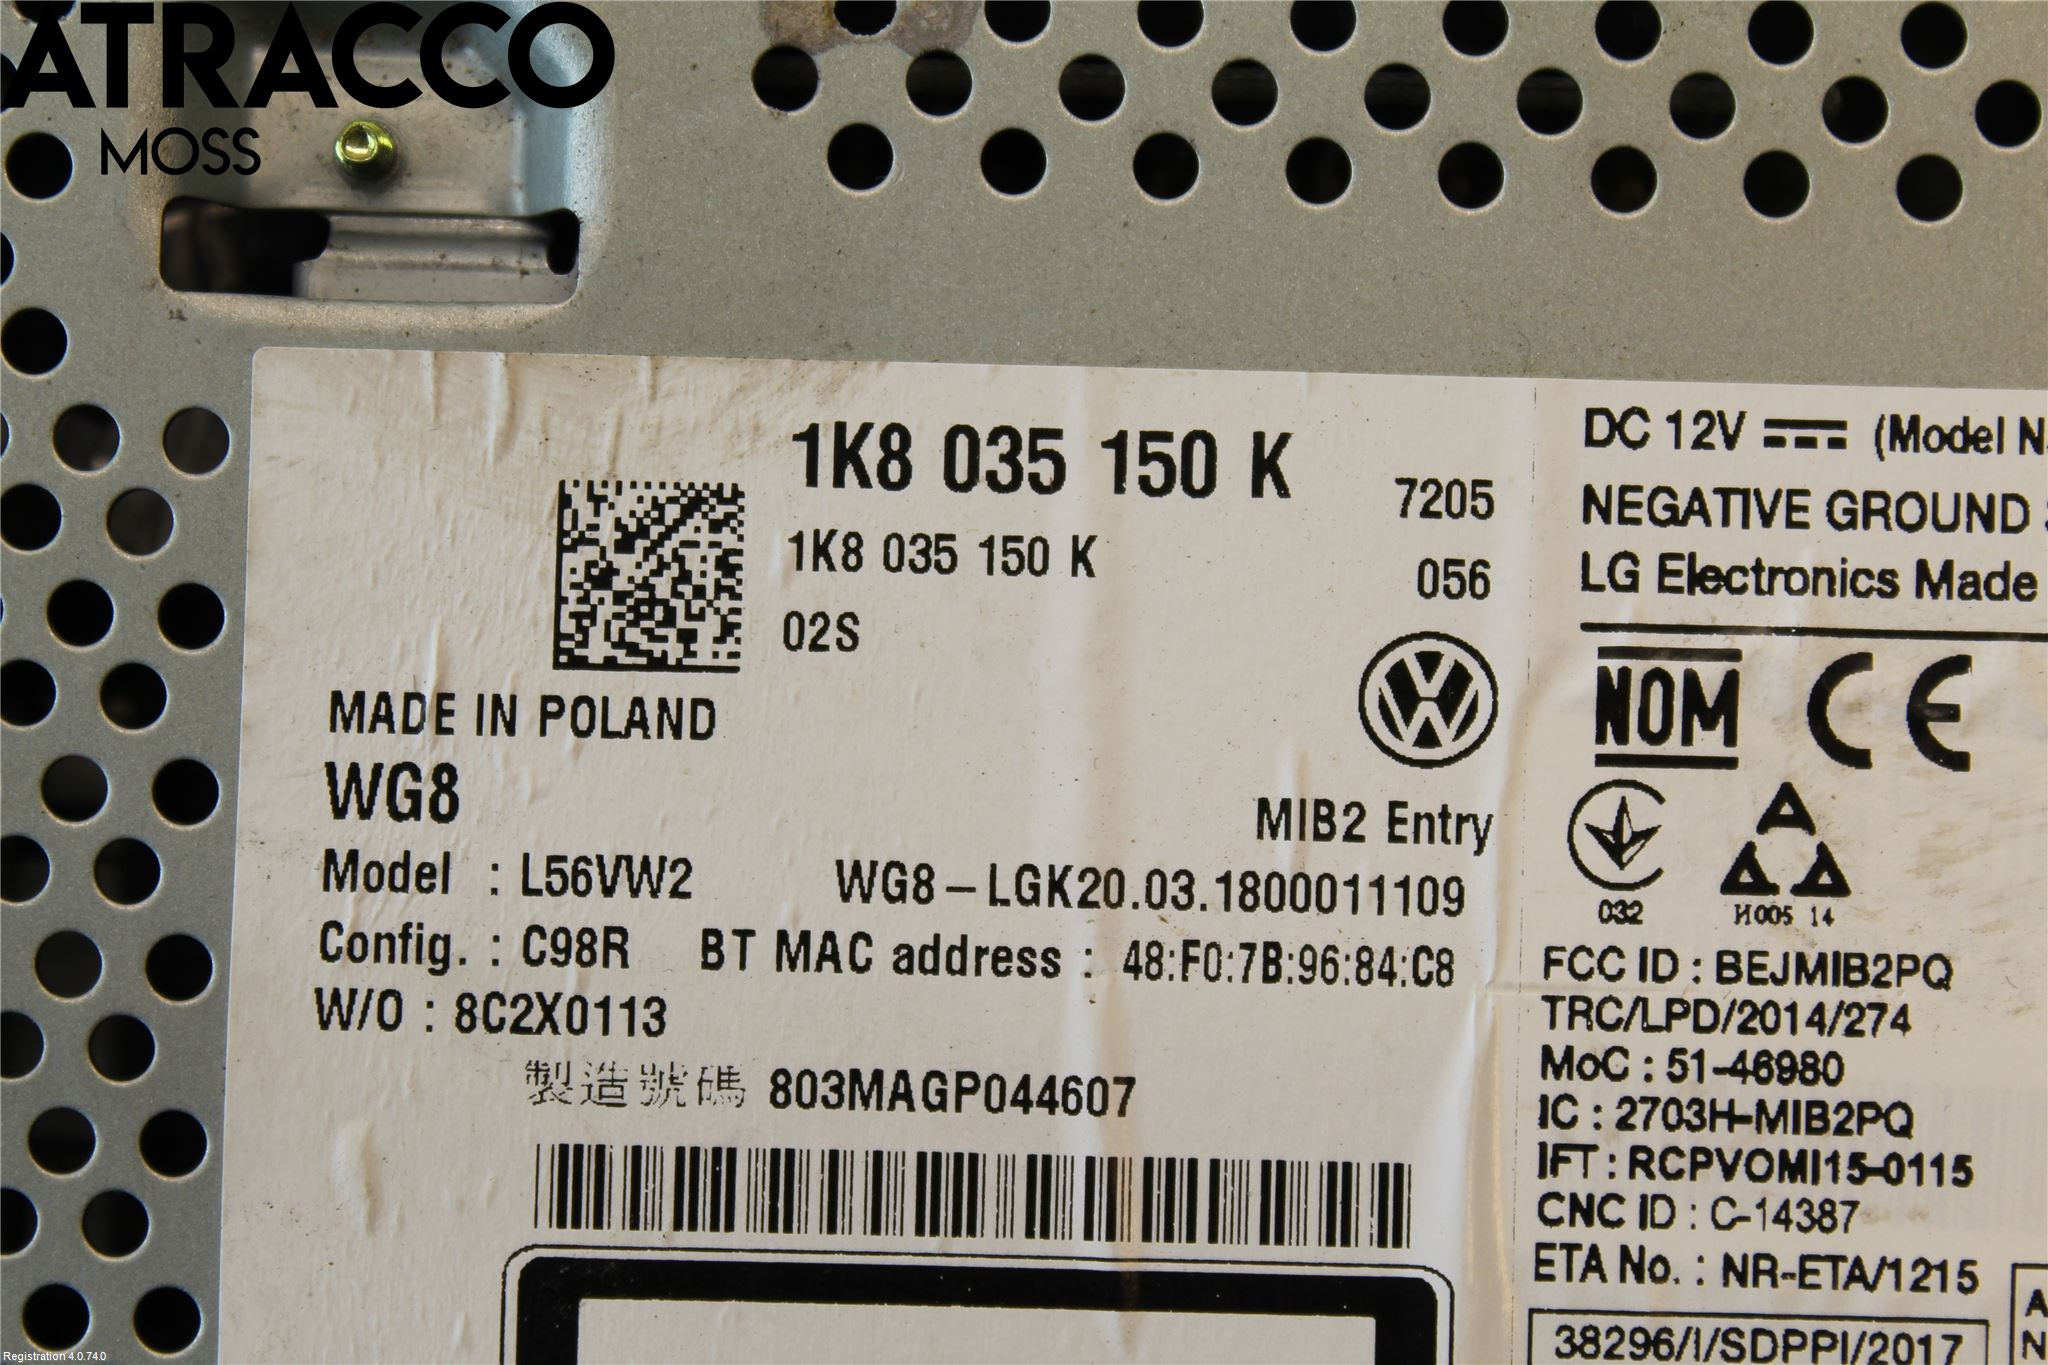 ATRACCO
MOSS
1K8 035 150 K
7205
1K8 035 150 K
056
02S
MADE IN POLAND
WG8
MIB2 Entry
Model : L56VW2
WG8-LGK20.03.1800011109
Config. : C98R BT MAC address : 48:F0:7B:96:84:C8
W/O : 8C2X0113
製造號碼 803MAGP044607
DC 12V (Model N
NEGATIVE GROUND
LG Electronics Made
NOM CE
032
И005 14
FCC ID : BEJMIB2PQ
TRC/LPD/2014/274
MoC : 51-46980
IC : 2703H-MIB2PQ
IFT : RCPVOMI15-0115
CNC ID : C-14387
ETA No. : NR-ETA/1215
38296/I/SDPPI/2017
A
N
Registration 4.0.74.0